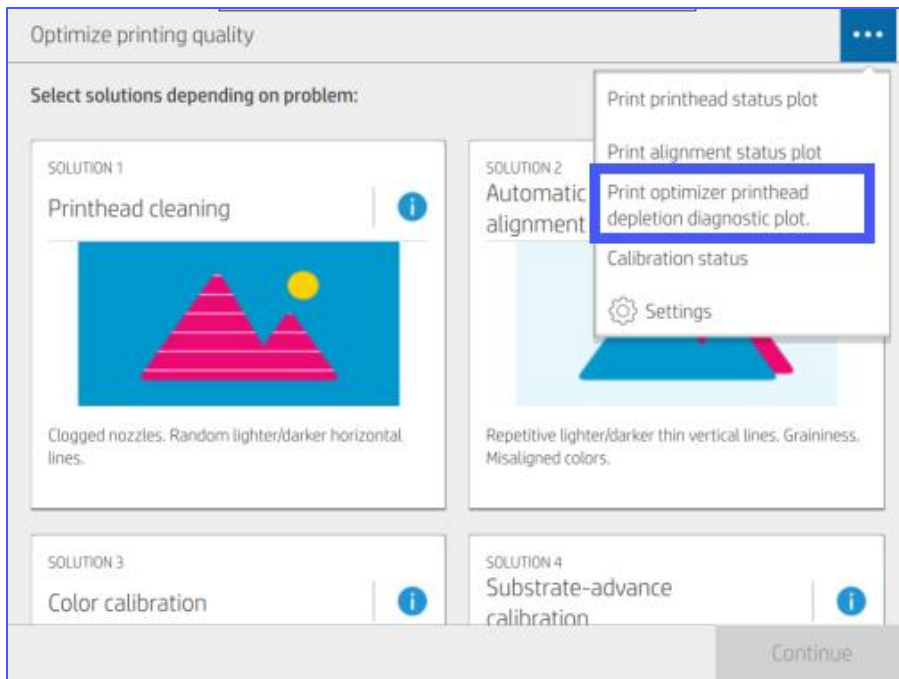 Optimize printing quality
Select solutions depending on problem:
Print printhead status plot
Print alignment status plot
Print optimizer printhead
depletion diagnostic plot.
Calibration status
Settings
SOLUTION 1
Printhead cleaning
Clogged nozzles. Random lighter/darker horizontal
lines.
SOLUTION 2
Automatic
alignment
Repetitive lighter/darker thin vertical lines. Graininess.
Misaligned colors.
SOLUTION 3
Color calibration
SOLUTION 4
Substrate-advance
calibration
Continue